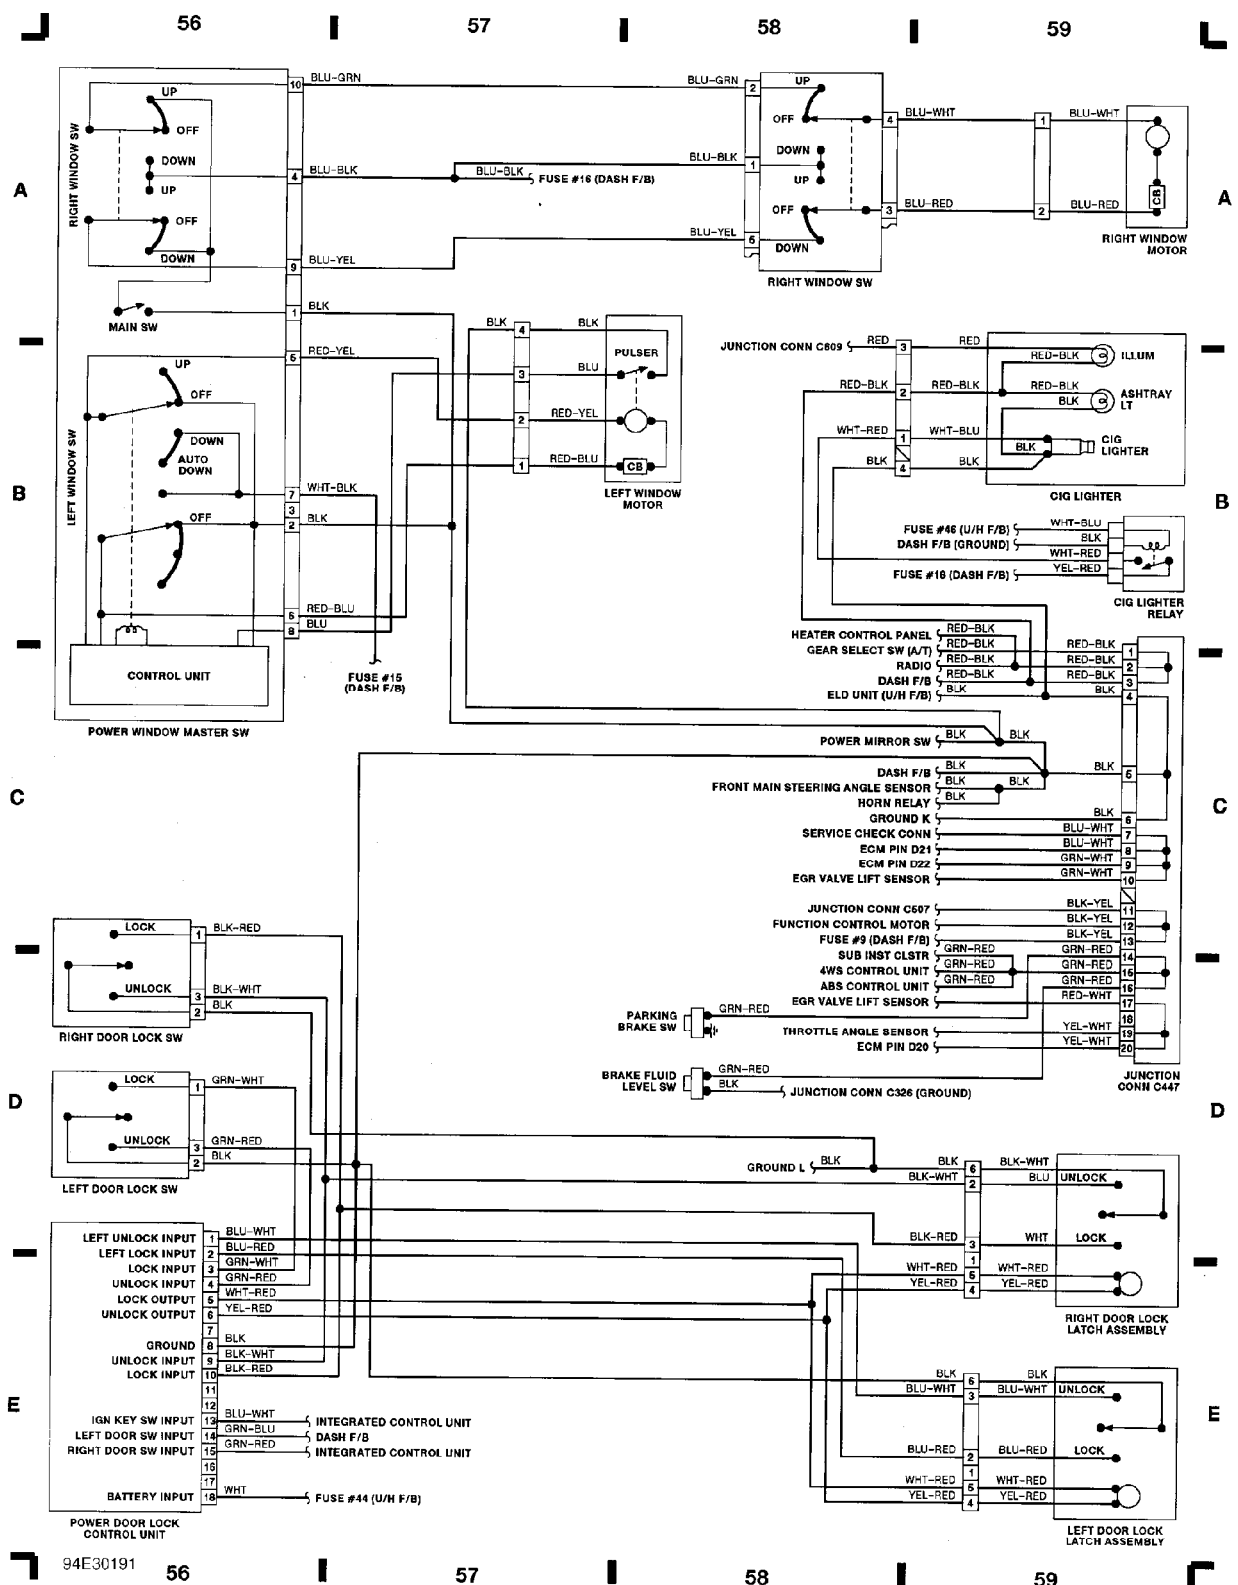 56 57 58 59
A
RIGHT WINDOW SW
UP
OFF
DOWN
UP
OFF
DOWN
MAIN SW
10 BLU-GRN
4 BLU-BLK
BLU-BLK FUSE #16 (DASH F/B)
9 BLU-YEL
1 BLK
BLU-GRN 2
BLU-BLK 1
BLU-YEL 5
UP
OFF
DOWN
UP
OFF
DOWN
RIGHT WINDOW SW
4 BLU-WHT 1 BLU-WHT
3 BLU-RED 2 BLU-RED
CB
RIGHT WINDOW
MOTOR
A
B
LEFT WINDOW SW
UP
OFF
DOWN
AUTO
DOWN
OFF
5 RED-YEL
7 WHT-BLK
3
2 BLK
6 RED-BLU
8 BLU
CONTROL UNIT
POWER WINDOW MASTER SW
FUSE #15
(DASH F/B)
BLK 4 BLK
3 BLU
2 RED-YEL
1 RED-BLU
PULSER
CB
LEFT WINDOW
MOTOR
JUNCTION CONN C609 RED 3 RED
RED-BLK ILLUM
RED-BLK 2 RED-BLK
BLK
ASHTRAY
LT
WHT-RED 1 WHT-BLU
BLK
CIG
LIGHTER
BLK 4 BLK
CIG LIGHTER
B
FUSE #46 (U/H F/B) WHT-BLU
DASH F/B (GROUND) BLK
WHT-RED
FUSE #16 (DASH F/B) YEL-RED
CIG LIGHTER
RELAY
HEATER CONTROL PANEL RED-BLK
GEAR SELECT SW (A/T) RED-BLK RED-BLK 1
RADIO RED-BLK RED-BLK 2
DASH F/B RED-BLK RED-BLK 3
ELD UNIT (U/H F/B) BLK BLK 4
POWER MIRROR SW BLK BLK
C
DASH F/B BLK BLK 5
FRONT MAIN STEERING ANGLE SENSOR BLK BLK
HORN RELAY BLK
GROUND K BLK 6
SERVICE CHECK CONN BLU-WHT 7
ECM PIN D21 BLU-WHT 8
ECM PIN D22 GRN-WHT 9
EGR VALVE LIFT SENSOR GRN-WHT 10
C
JUNCTION CONN C507 BLK-YEL 11
FUNCTION CONTROL MOTOR BLK-YEL 12
FUSE #9 (DASH F/B) BLK-YEL 13
SUB INST CLSTR GRN-RED GRN-RED 14
4WS CONTROL UNIT GRN-RED GRN-RED 15
ABS CONTROL UNIT GRN-RED GRN-RED 16
EGR VALVE LIFT SENSOR RED-WHT 17
18
THROTTLE ANGLE SENSOR YEL-WHT 19
ECM PIN D20 YEL-WHT 20
JUNCTION
CONN C447
PARKING
BRAKE SW
GRN-RED
BRAKE FLUID
LEVEL SW
GRN-RED
BLK JUNCTION CONN C326 (GROUND)
LOCK 1 BLK-RED
UNLOCK 3 BLK-WHT
2 BLK
RIGHT DOOR LOCK SW
D
LOCK 1 GRN-WHT
UNLOCK 3 GRN-RED
2 BLK
LEFT DOOR LOCK SW
D
GROUND L BLK BLK 6 BLK-WHT
BLK-WHT 2 BLU UNLOCK
BLK-RED 3 WHT LOCK
1
WHT-RED 5 WHT-RED
YEL-RED 4 YEL-RED
RIGHT DOOR LOCK
LATCH ASSEMBLY
LEFT UNLOCK INPUT 1 BLU-WHT
LEFT LOCK INPUT 2 BLU-RED
LOCK INPUT 3 GRN-WHT
UNLOCK INPUT 4 GRN-RED
LOCK OUTPUT 5 WHT-RED
UNLOCK OUTPUT 6 YEL-RED
7
GROUND 8 BLK
UNLOCK INPUT 9 BLK-WHT
LOCK INPUT 10 BLK-RED
11
12
IGN KEY SW INPUT 13 BLU-WHT INTEGRATED CONTROL UNIT
LEFT DOOR SW INPUT 14 GRN-BLU DASH F/B
RIGHT DOOR SW INPUT 15 GRN-RED INTEGRATED CONTROL UNIT
16
17
BATTERY INPUT 18 WHT FUSE #44 (U/H F/B)
POWER DOOR LOCK
CONTROL UNIT
E
BLK 6 BLK
BLU-WHT 3 BLU-WHT UNLOCK
BLU-RED 2 BLU-RED LOCK
1
WHT-RED 5 WHT-RED
YEL-RED 4 YEL-RED
LEFT DOOR LOCK
LATCH ASSEMBLY
E
94E30191
56 57 58 59